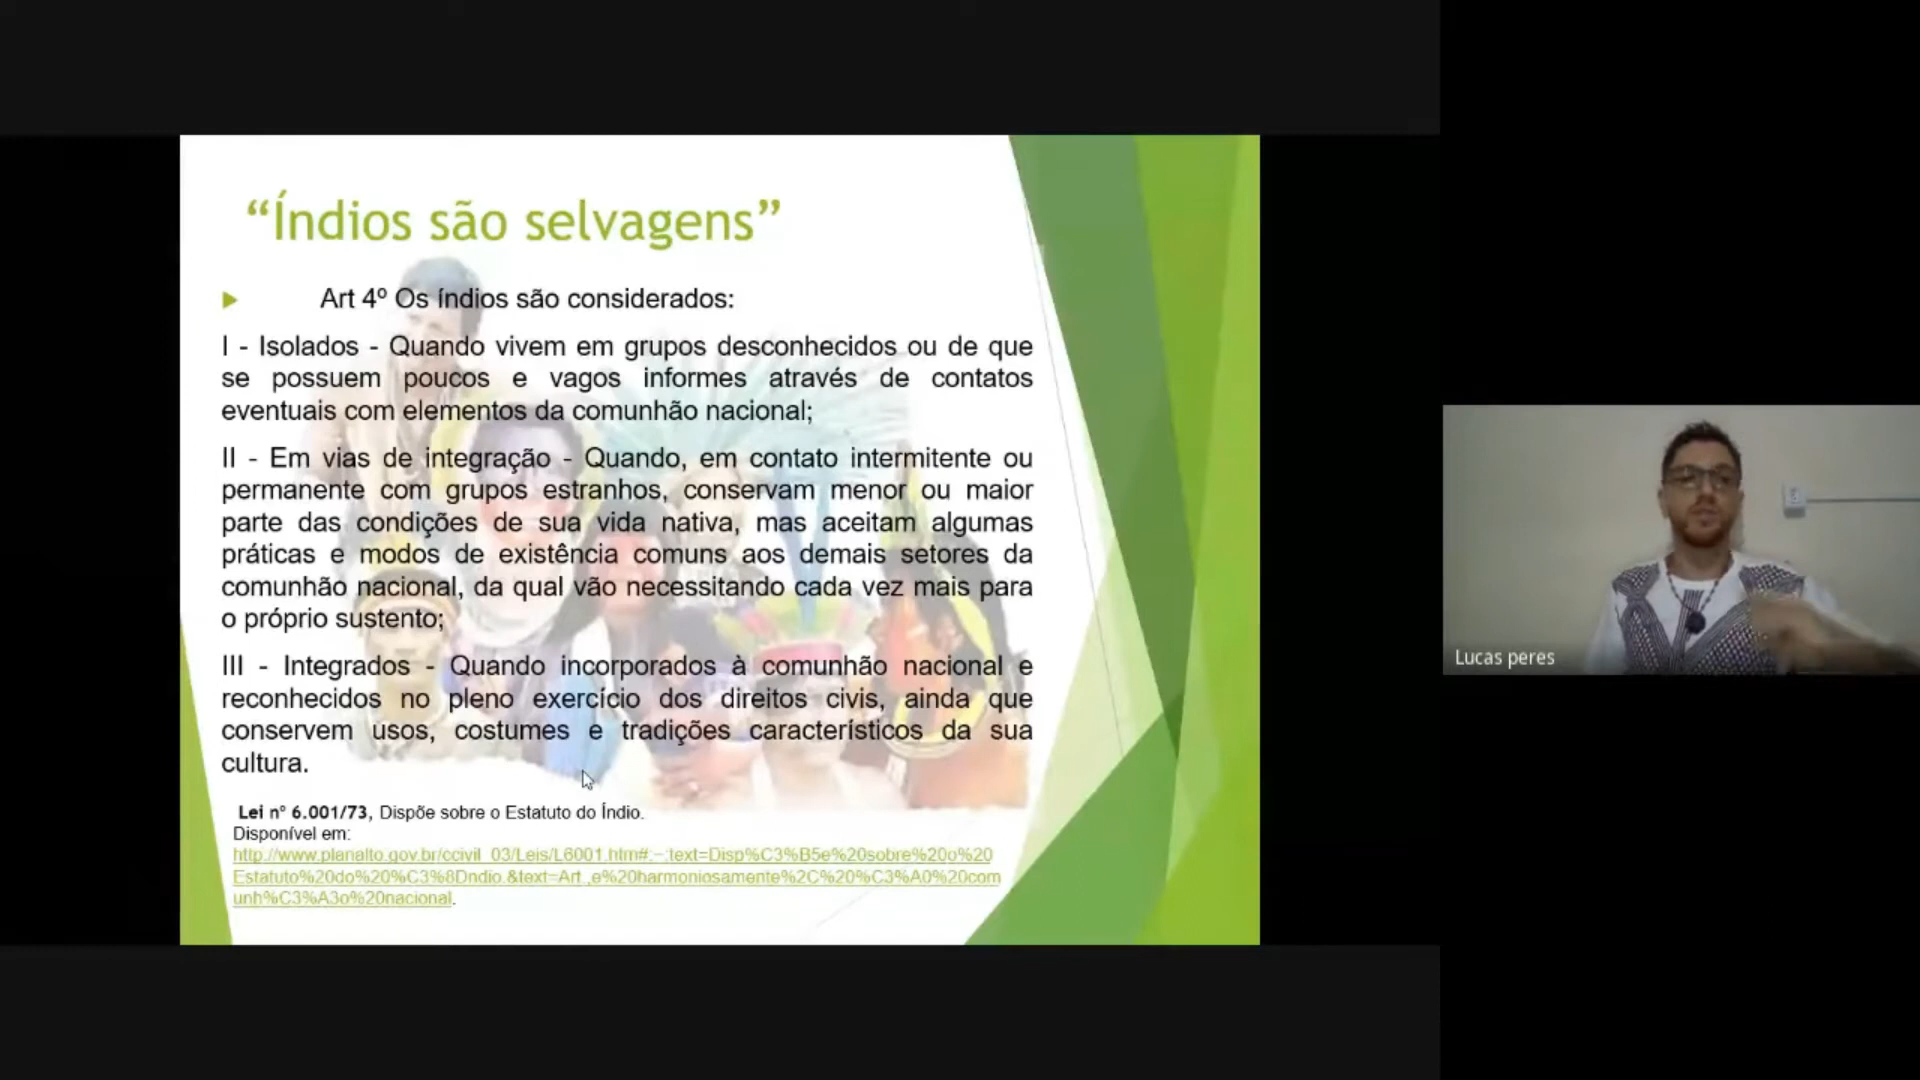 “Índios são selvagens”
Art 4º Os índios são considerados:
I - Isolados - Quando vivem em grupos desconhecidos ou de que
se possuem poucos e vagos informes através de contatos
eventuais com elementos da comunhão nacional;
II - Em vias de integração - Quando, em contato intermitente ou
permanente com grupos estranhos, conservam menor ou maior
parte das condições de sua vida nativa, mas aceitam algumas
práticas e modos de existência comuns aos demais setores da
comunhão nacional, da qual vão necessitando cada vez mais para
o próprio sustento;
III - Integrados - Quando incorporados à comunhão nacional e
reconhecidos no pleno exercício dos direitos civis, ainda que
conservem usos, costumes e tradições característicos da sua
cultura.
Lei nº 6.001/73, Dispõe sobre o Estatuto do Índio.
Disponível em:
http://www.planalto.gov.br/ccivil_03/Leis/L6001.htm#:~:text=Disp%C3%B5e%20sobre%20o%20
Estatuto%20do%20%C3%8Dndio.&text=Art.,e%20harmoniosamente%2C%20%C3%A0%20com
unh%C3%A3o%20nacional.
Lucas peres